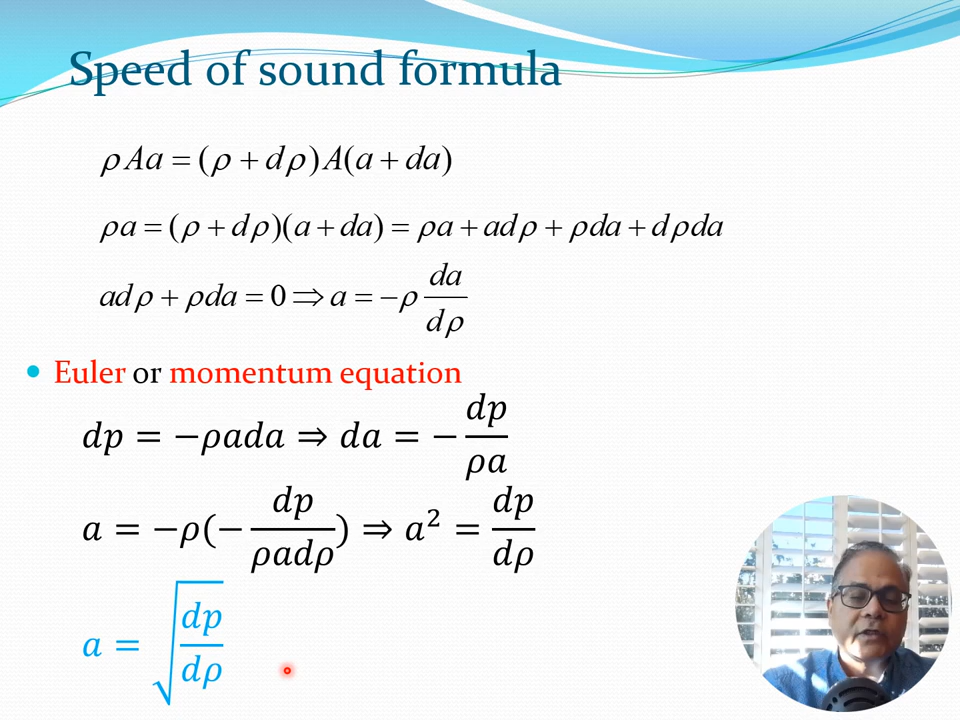 Speed of sound formula
ρAa = (ρ + dρ)A(a + da)
ρa = (ρ + dρ)(a + da) = ρa + adρ + ρda + dρda
adρ + ρda = 0 ⇒ a = −ρ da/dρ
• Euler or momentum equation
dp = −ρada ⇒ da = − dp/ρa
a = −ρ(− dp/ρadρ) ⇒ a² = dp/dρ
a = √(dp/dρ)